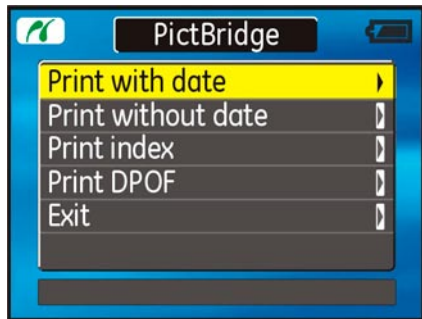 PictBridge
Print with date
Print without date
Print index
Print DPOF
Exit